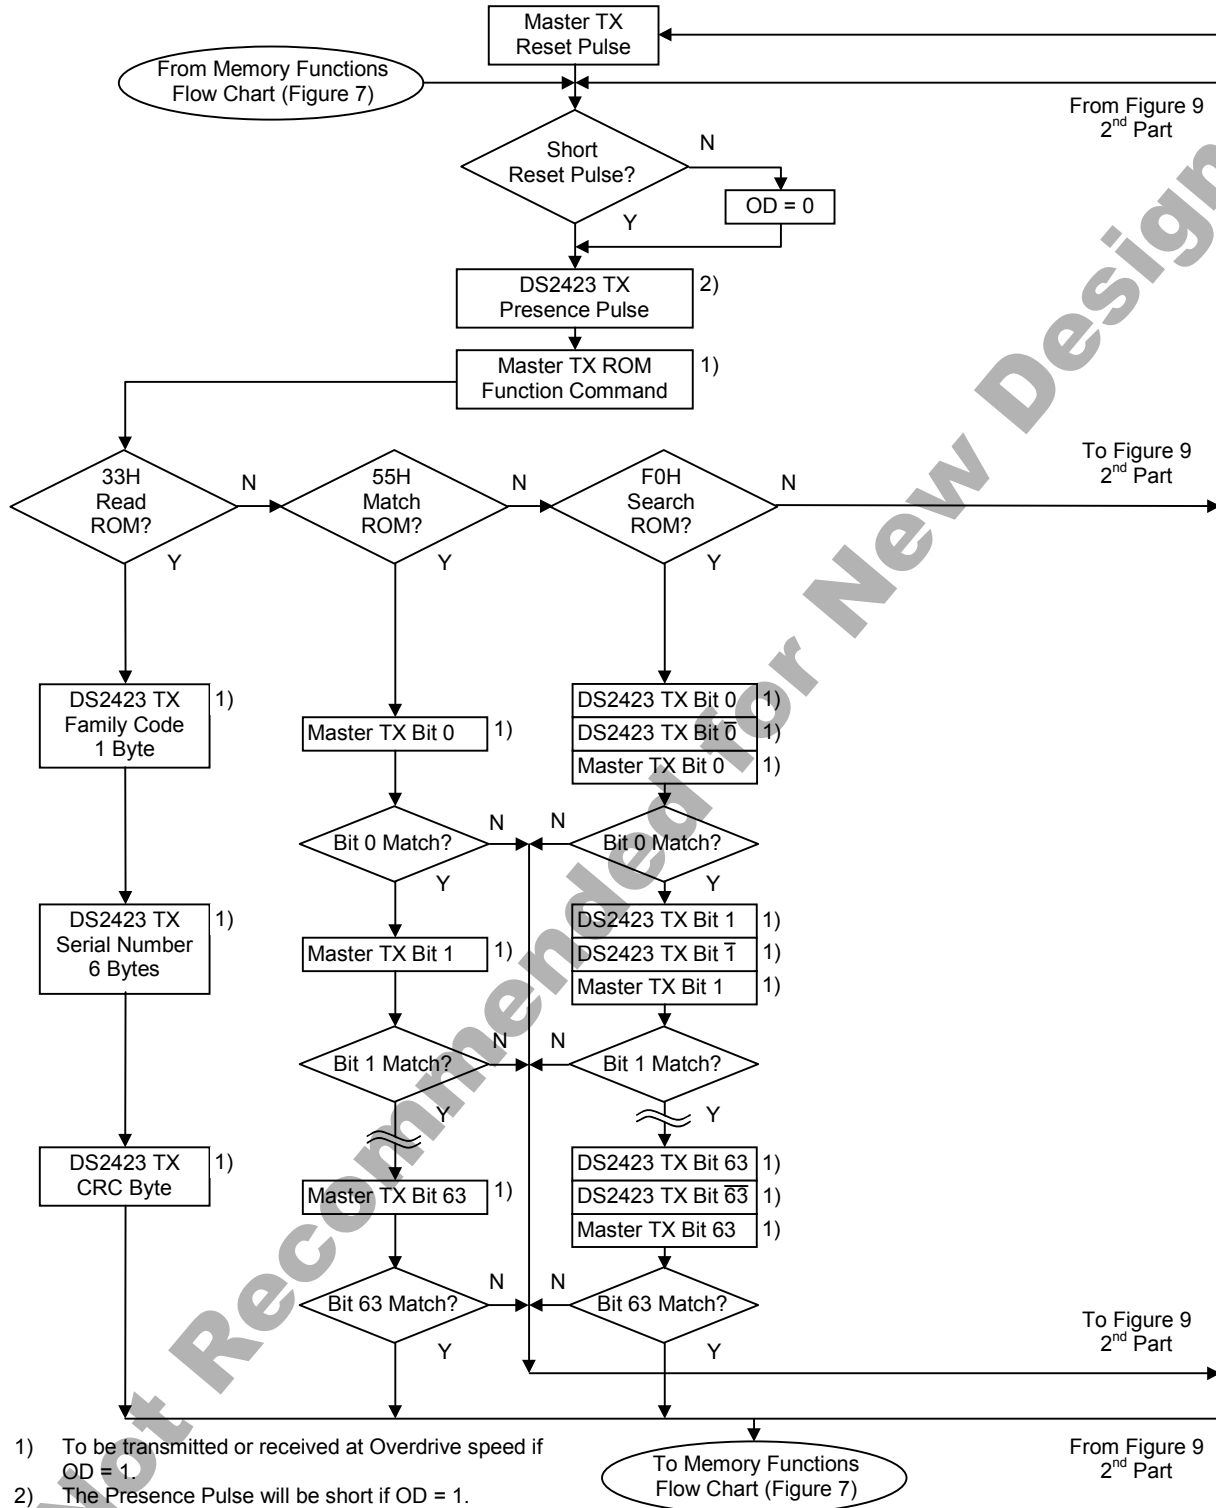 Master TX
Reset Pulse
From Memory Functions
Flow Chart (Figure 7)
From Figure 9
2nd Part
Short
Reset Pulse?
N
OD = 0
Y
DS2423 TX
Presence Pulse
2)
Master TX ROM
Function Command
1)
To Figure 9
2nd Part
33H
Read
ROM?
N
Y
55H
Match
ROM?
N
Y
F0H
Search
ROM?
N
Y
DS2423 TX
Family Code
1 Byte
1)
DS2423 TX
Serial Number
6 Bytes
1)
DS2423 TX
CRC Byte
1)
Master TX Bit 0
1)
Bit 0 Match?
N
Y
Master TX Bit 1
1)
Bit 1 Match?
N
Y
Master TX Bit 63
1)
Bit 63 Match?
N
Y
DS2423 TX Bit 0
1)
DS2423 TX Bit 0̅
1)
Master TX Bit 0
1)
N
Bit 0 Match?
Y
DS2423 TX Bit 1
1)
DS2423 TX Bit 1̅
1)
Master TX Bit 1
1)
N
Bit 1 Match?
Y
DS2423 TX Bit 63
1)
DS2423 TX Bit 6̅3̅
1)
Master TX Bit 63
1)
N
Bit 63 Match?
Y
To Figure 9
2nd Part
To Memory Functions
Flow Chart (Figure 7)
From Figure 9
2nd Part
1) To be transmitted or received at Overdrive speed if
OD = 1.
2) The Presence Pulse will be short if OD = 1.
Not Recommended for New Design